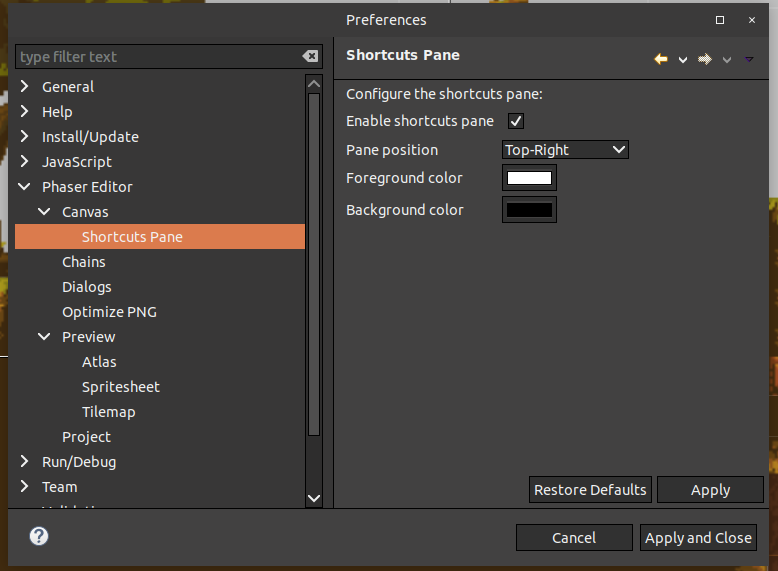 Preferences
type filter text
General
Help
Install/Update
JavaScript
Phaser Editor
Canvas
Shortcuts Pane
Chains
Dialogs
Optimize PNG
Preview
Atlas
Spritesheet
Tilemap
Project
Run/Debug
Team
Shortcuts Pane
Configure the shortcuts pane:
Enable shortcuts pane
Pane position
Top-Right
Foreground color
Background color
Restore Defaults
Apply
Cancel
Apply and Close